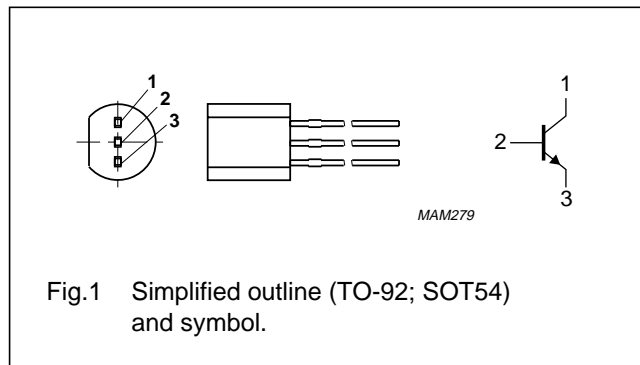 1
2
3
1
2
3
MAM279
Fig.1 Simplified outline (TO-92; SOT54)
and symbol.